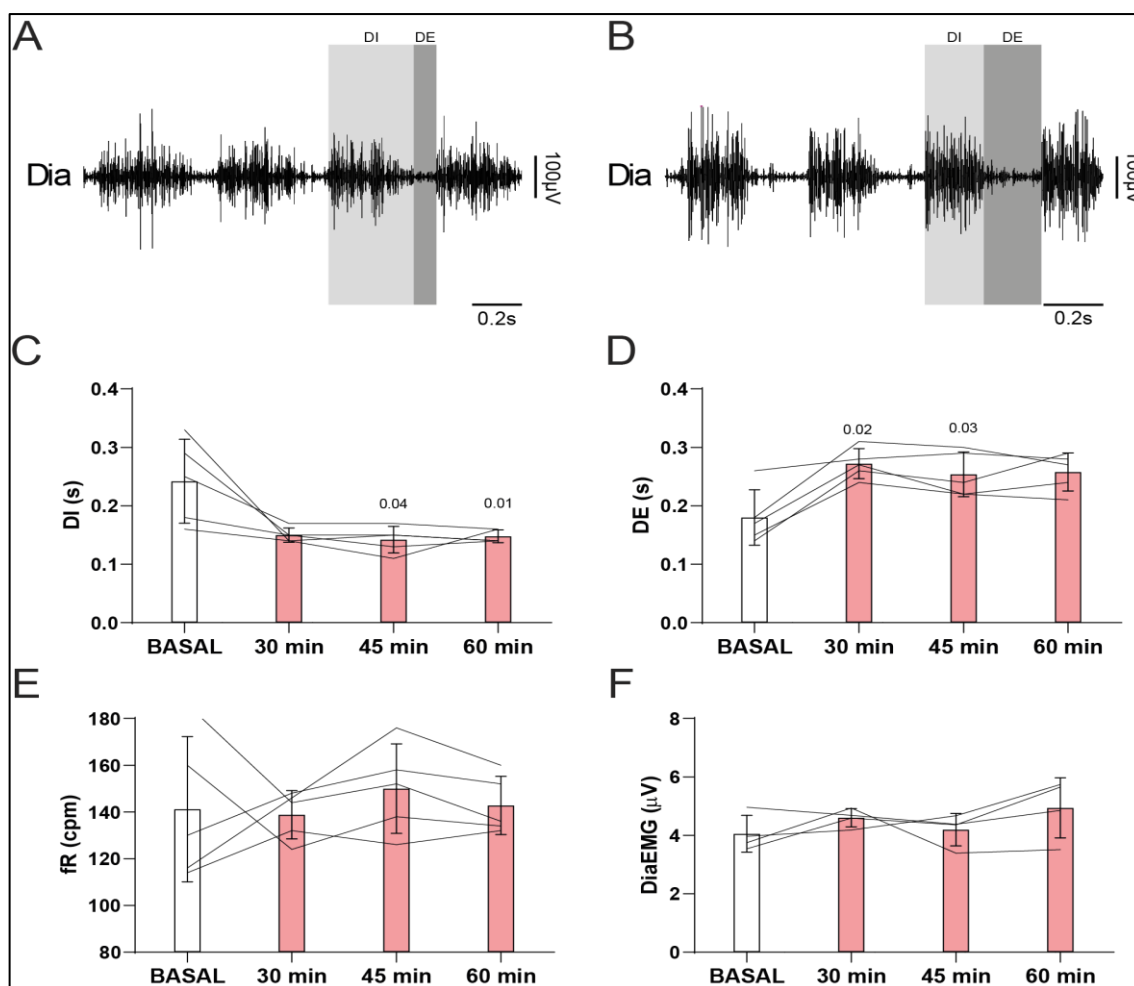 A
DI DE
Dia
100µV
0.2s
B
DI DE
Dia
100µV
0.2s
C
DI (s)
0.4
0.3
0.2
0.1
0.0
0.04
0.01
BASAL 30 min 45 min 60 min
D
DE (s)
0.4
0.3
0.2
0.1
0.0
0.02
0.03
BASAL 30 min 45 min 60 min
E
fR (cpm)
180
160
140
120
100
80
BASAL 30 min 45 min 60 min
F
DiaEMG (µV)
8
6
4
2
0
BASAL 30 min 45 min 60 min